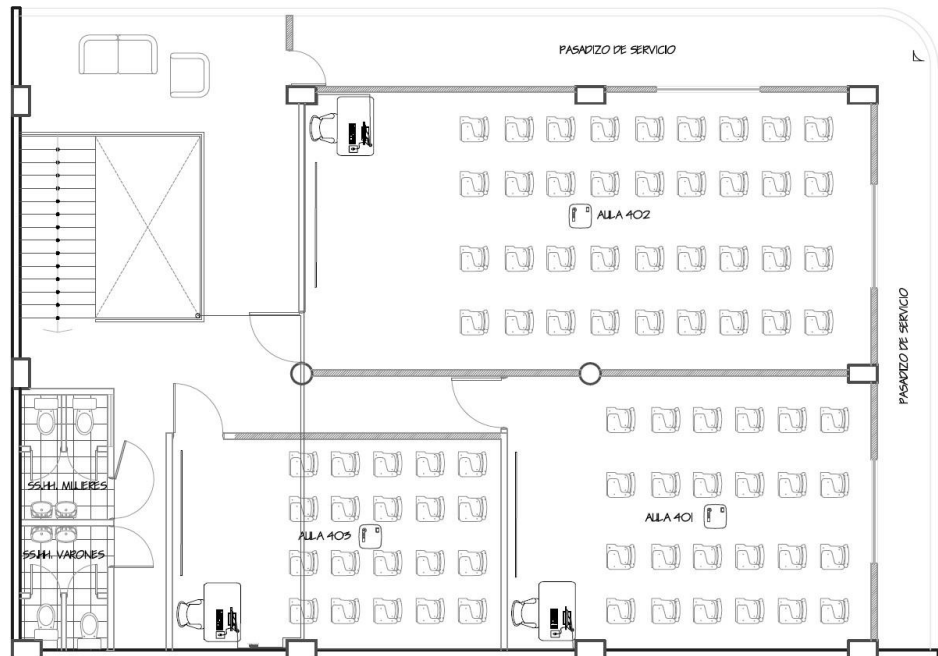 PASADIZO DE SERVICIO
AULA 402
PASADIZO DE SERVICIO
SS.HH. MUJERES
AULA 401
AULA 403
SS.HH. VARONES